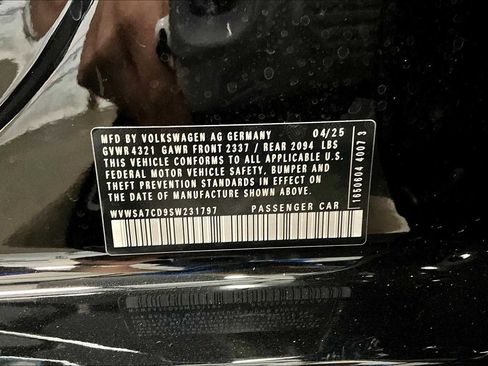 MFD BY VOLKSWAGEN AG GERMANY 04/25
GVWR 4321 GAWR FRONT 2337 / REAR 2094 LBS
THIS VEHICLE CONFORMS TO ALL APPLICABLE U.S.
FEDERAL MOTOR VEHICLE SAFETY, BUMPER AND
THEFT PREVENTION STANDARDS IN EFFECT ON THE
DATE OF MANUFACTURE SHOWN ABOVE.
WVWSA7CD9SW231797 PASSENGER CAR
1650604 4007 3